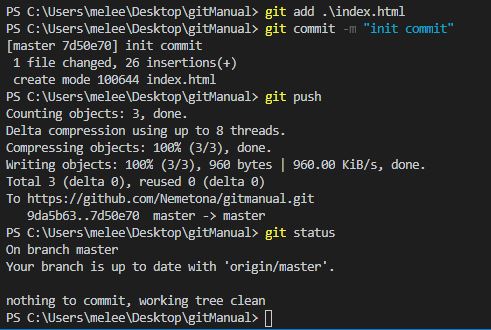 PS C:\Users\melee\Desktop\gitManual> git add .\index.html
PS C:\Users\melee\Desktop\gitManual> git commit -m "init commit"
[master 7d50e70] init commit
 1 file changed, 26 insertions(+)
 create mode 100644 index.html
PS C:\Users\melee\Desktop\gitManual> git push
Counting objects: 3, done.
Delta compression using up to 8 threads.
Compressing objects: 100% (3/3), done.
Writing objects: 100% (3/3), 960 bytes | 960.00 KiB/s, done.
Total 3 (delta 0), reused 0 (delta 0)
To https://github.com/Nemetona/gitmanual.git
   9da5b63..7d50e70  master -> master
PS C:\Users\melee\Desktop\gitManual> git status
On branch master
Your branch is up to date with 'origin/master'.

nothing to commit, working tree clean
PS C:\Users\melee\Desktop\gitManual>